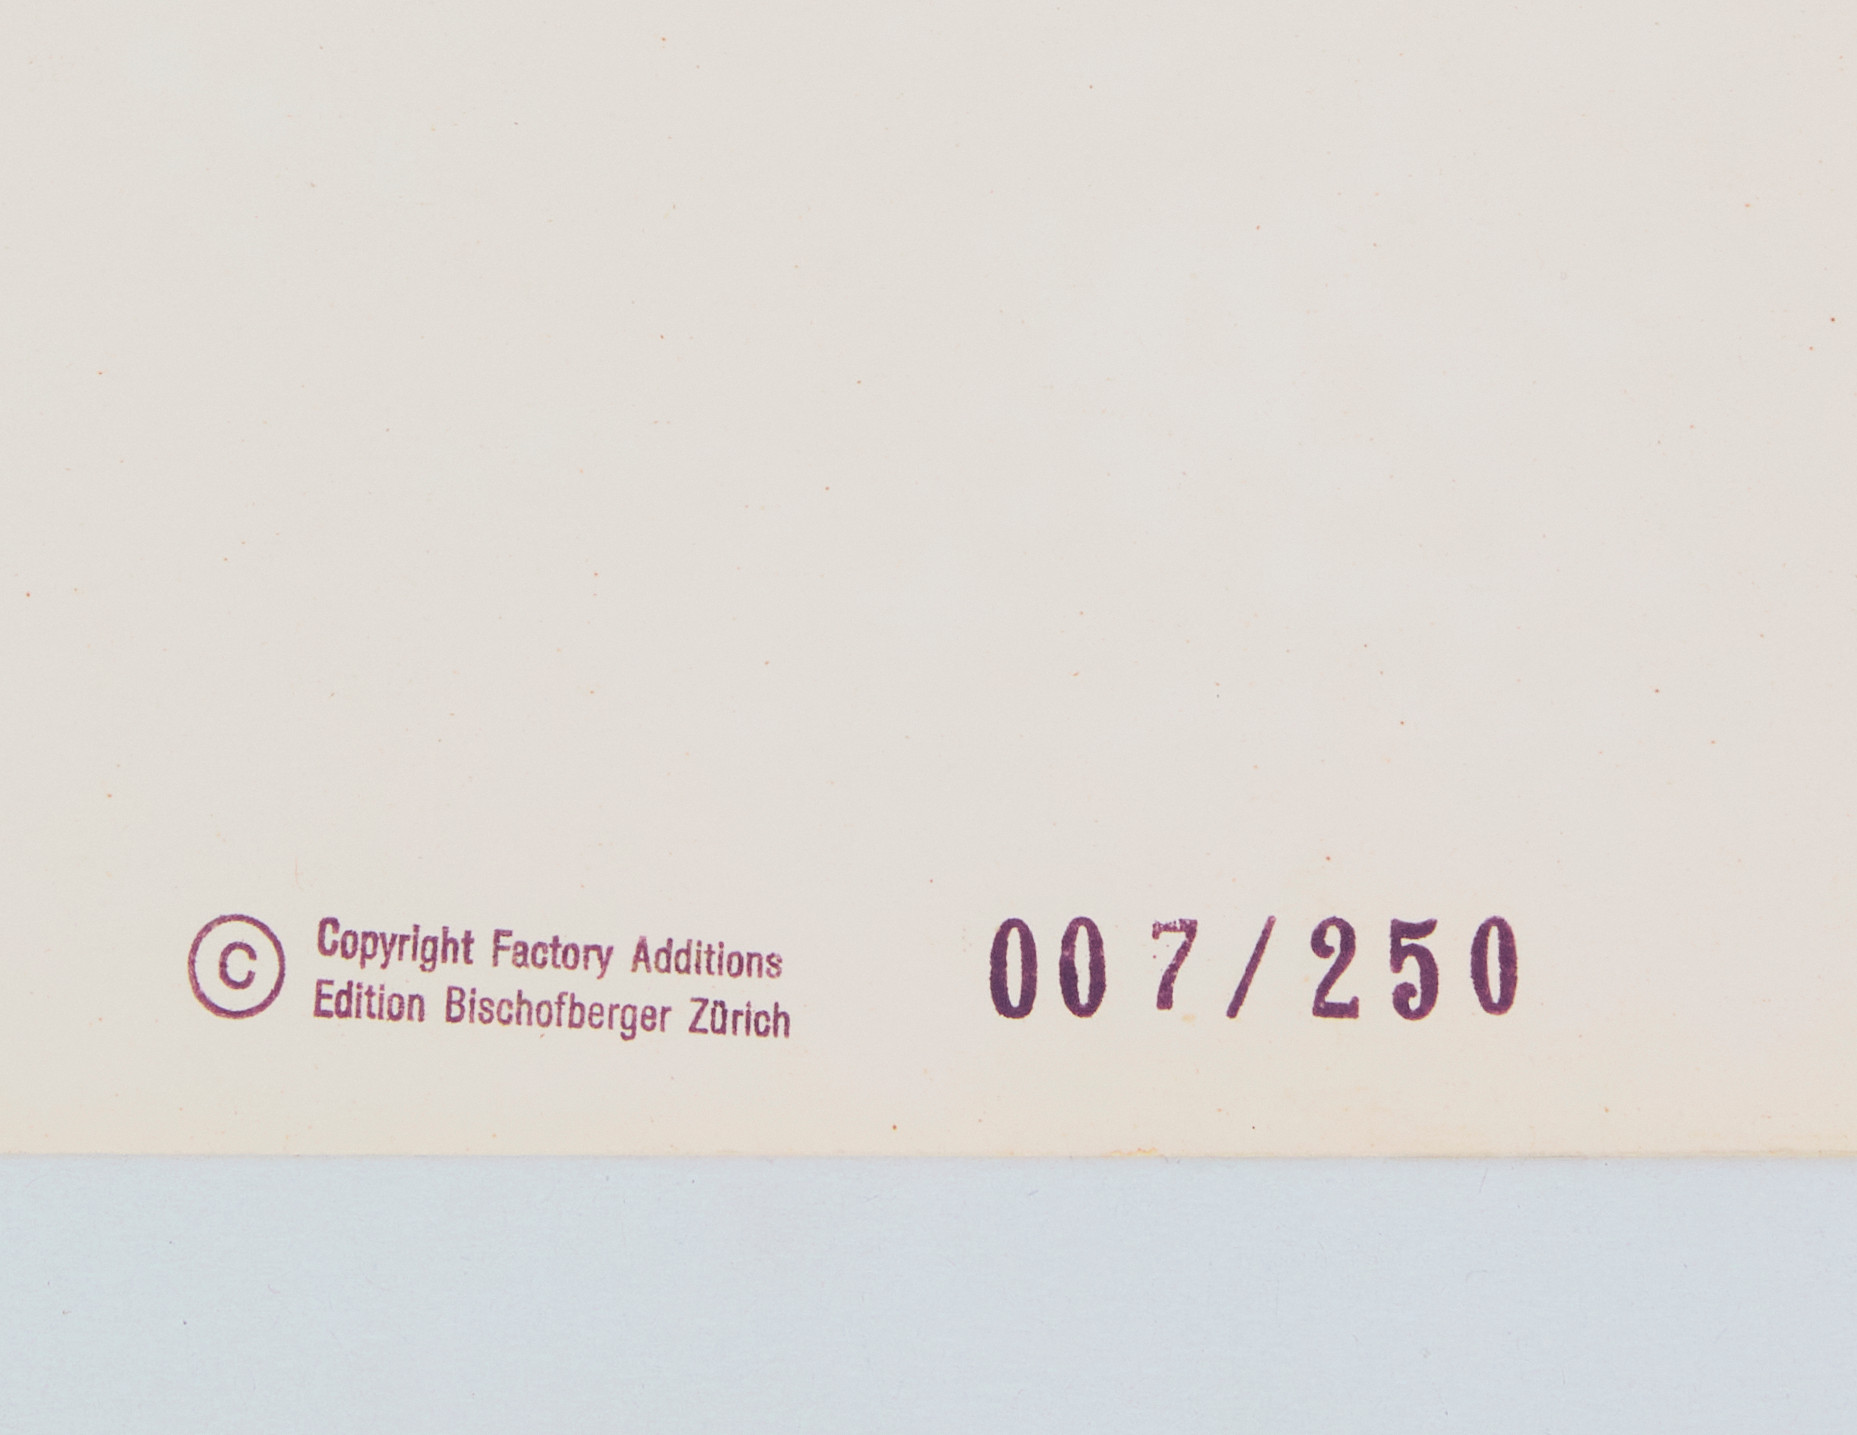 © Copyright Factory Additions
Edition Bischofberger Zürich
007/250